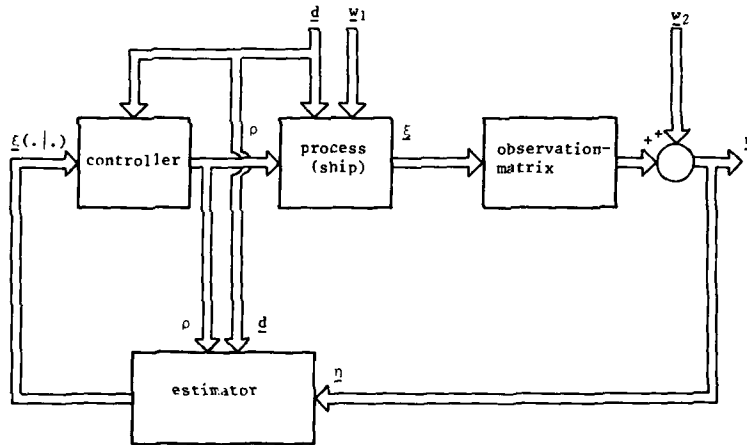 d
w1
w2
ρ
ξ(.|.)
controller
process
(ship)
ξ
observation-
matrix
+ +
ρ
d
η
estimator